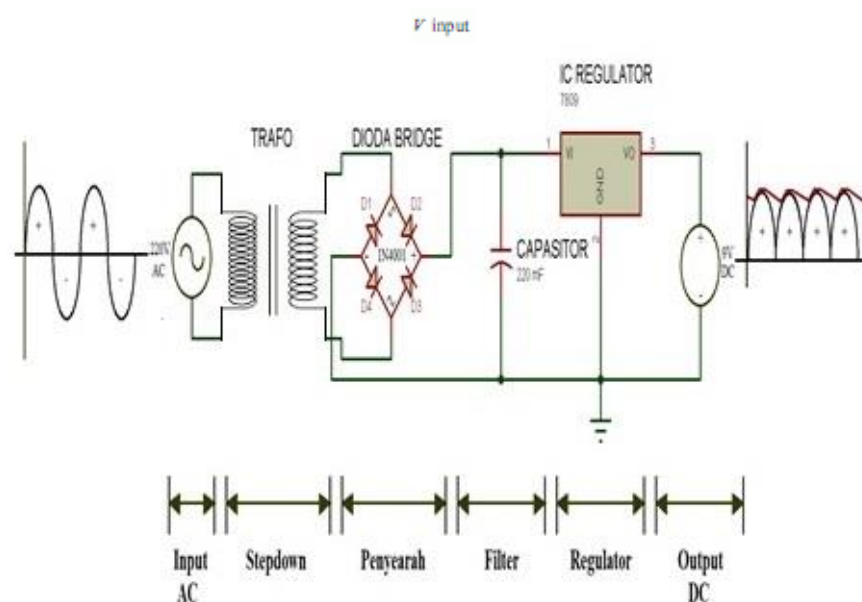 V input
IC REGULATOR
7809
TRAFO
DIODA BRIDGE
1
VI
VO
3
GND
2
D1
D2
1N4001
-
+
D4
D3
220V
AC
CAPASITOR
220 mF
+
-
9V
DC
+
+
-
-
+
+
+
+
Input
AC
Stepdown
Penyearah
Filter
Regulator
Output
DC